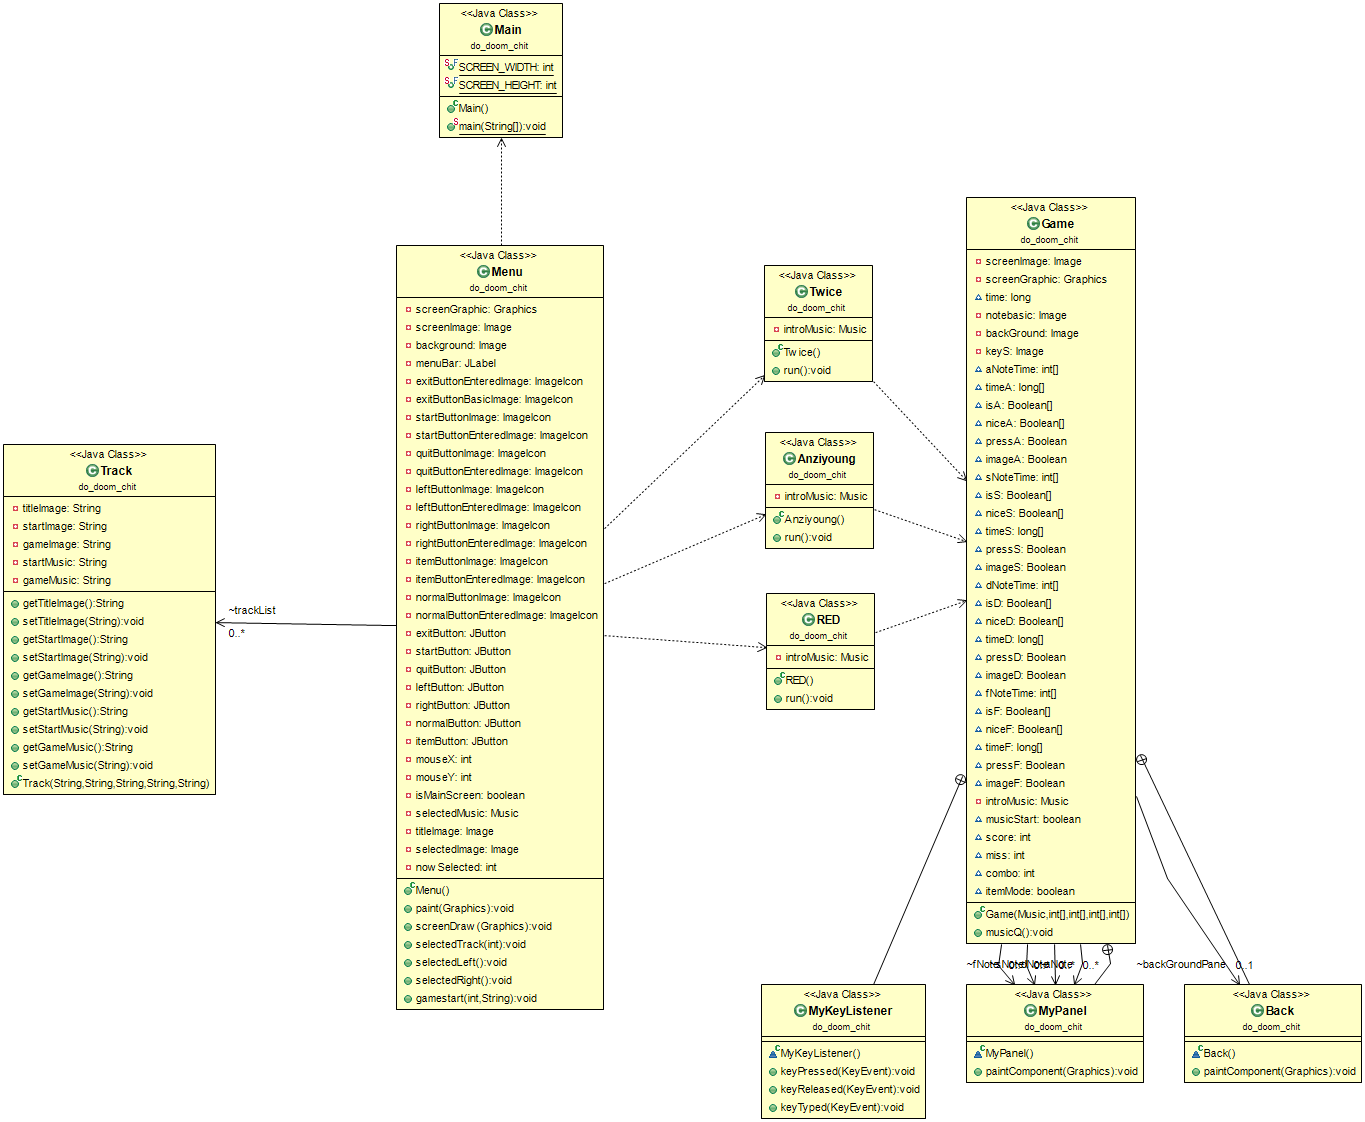 <<Java Class>>
Main
do_doom_chit
SCREEN_WIDTH: int
SCREEN_HEIGHT: int
Main()
main(String[]):void
<<Java Class>>
Menu
do_doom_chit
screenGraphic: Graphics
screenImage: Image
background: Image
menuBar: JLabel
exitButtonEnteredImage: ImageIcon
exitButtonBasicImage: ImageIcon
startButtonImage: ImageIcon
startButtonEnteredImage: ImageIcon
quitButtonImage: ImageIcon
quitButtonEnteredImage: ImageIcon
leftButtonImage: ImageIcon
leftButtonEnteredImage: ImageIcon
rightButtonImage: ImageIcon
rightButtonEnteredImage: ImageIcon
itemButtonImage: ImageIcon
itemButtonEnteredImage: ImageIcon
normalButtonImage: ImageIcon
normalButtonEnteredImage: ImageIcon
exitButton: JButton
startButton: JButton
quitButton: JButton
leftButton: JButton
rightButton: JButton
normalButton: JButton
itemButton: JButton
mouseX: int
mouseY: int
isMainScreen: boolean
selectedMusic: Music
titleImage: Image
selectedImage: Image
nowSelected: int
Menu()
paint(Graphics):void
screenDraw(Graphics):void
selectedTrack(int):void
selectedLeft():void
selectedRight():void
gamestart(int,String):void
<<Java Class>>
Track
do_doom_chit
titleImage: String
startImage: String
gameImage: String
startMusic: String
gameMusic: String
getTitleImage():String
setTitleImage(String):void
getStartImage():String
setStartImage(String):void
getGameImage():String
setGameImage(String):void
getStartMusic():String
setStartMusic(String):void
getGameMusic():String
setGameMusic(String):void
Track(String,String,String,String,String)
~trackList
0..*
<<Java Class>>
Twice
do_doom_chit
introMusic: Music
Twice()
run():void
<<Java Class>>
Anziyoung
do_doom_chit
introMusic: Music
Anziyoung()
run():void
<<Java Class>>
RED
do_doom_chit
introMusic: Music
RED()
run():void
<<Java Class>>
Game
do_doom_chit
screenImage: Image
screenGraphic: Graphics
time: long
notebasic: Image
backGround: Image
keyS: Image
aNoteTime: int[]
timeA: long[]
isA: Boolean[]
niceA: Boolean[]
pressA: Boolean
imageA: Boolean
sNoteTime: int[]
isS: Boolean[]
niceS: Boolean[]
timeS: long[]
pressS: Boolean
imageS: Boolean
dNoteTime: int[]
isD: Boolean[]
niceD: Boolean[]
timeD: long[]
pressD: Boolean
imageD: Boolean
fNoteTime: int[]
isF: Boolean[]
niceF: Boolean[]
timeF: long[]
pressF: Boolean
imageF: Boolean
introMusic: Music
musicStart: boolean
score: int
miss: int
combo: int
itemMode: boolean
Game(Music,int[],int[],int[],int[])
musicQ():void
0..*
~backGroundPane
0..1
<<Java Class>>
MyKeyListener
do_doom_chit
MyKeyListener()
keyPressed(KeyEvent):void
keyReleased(KeyEvent):void
keyTyped(KeyEvent):void
<<Java Class>>
MyPanel
do_doom_chit
MyPanel()
paintComponent(Graphics):void
<<Java Class>>
Back
do_doom_chit
Back()
paintComponent(Graphics):void